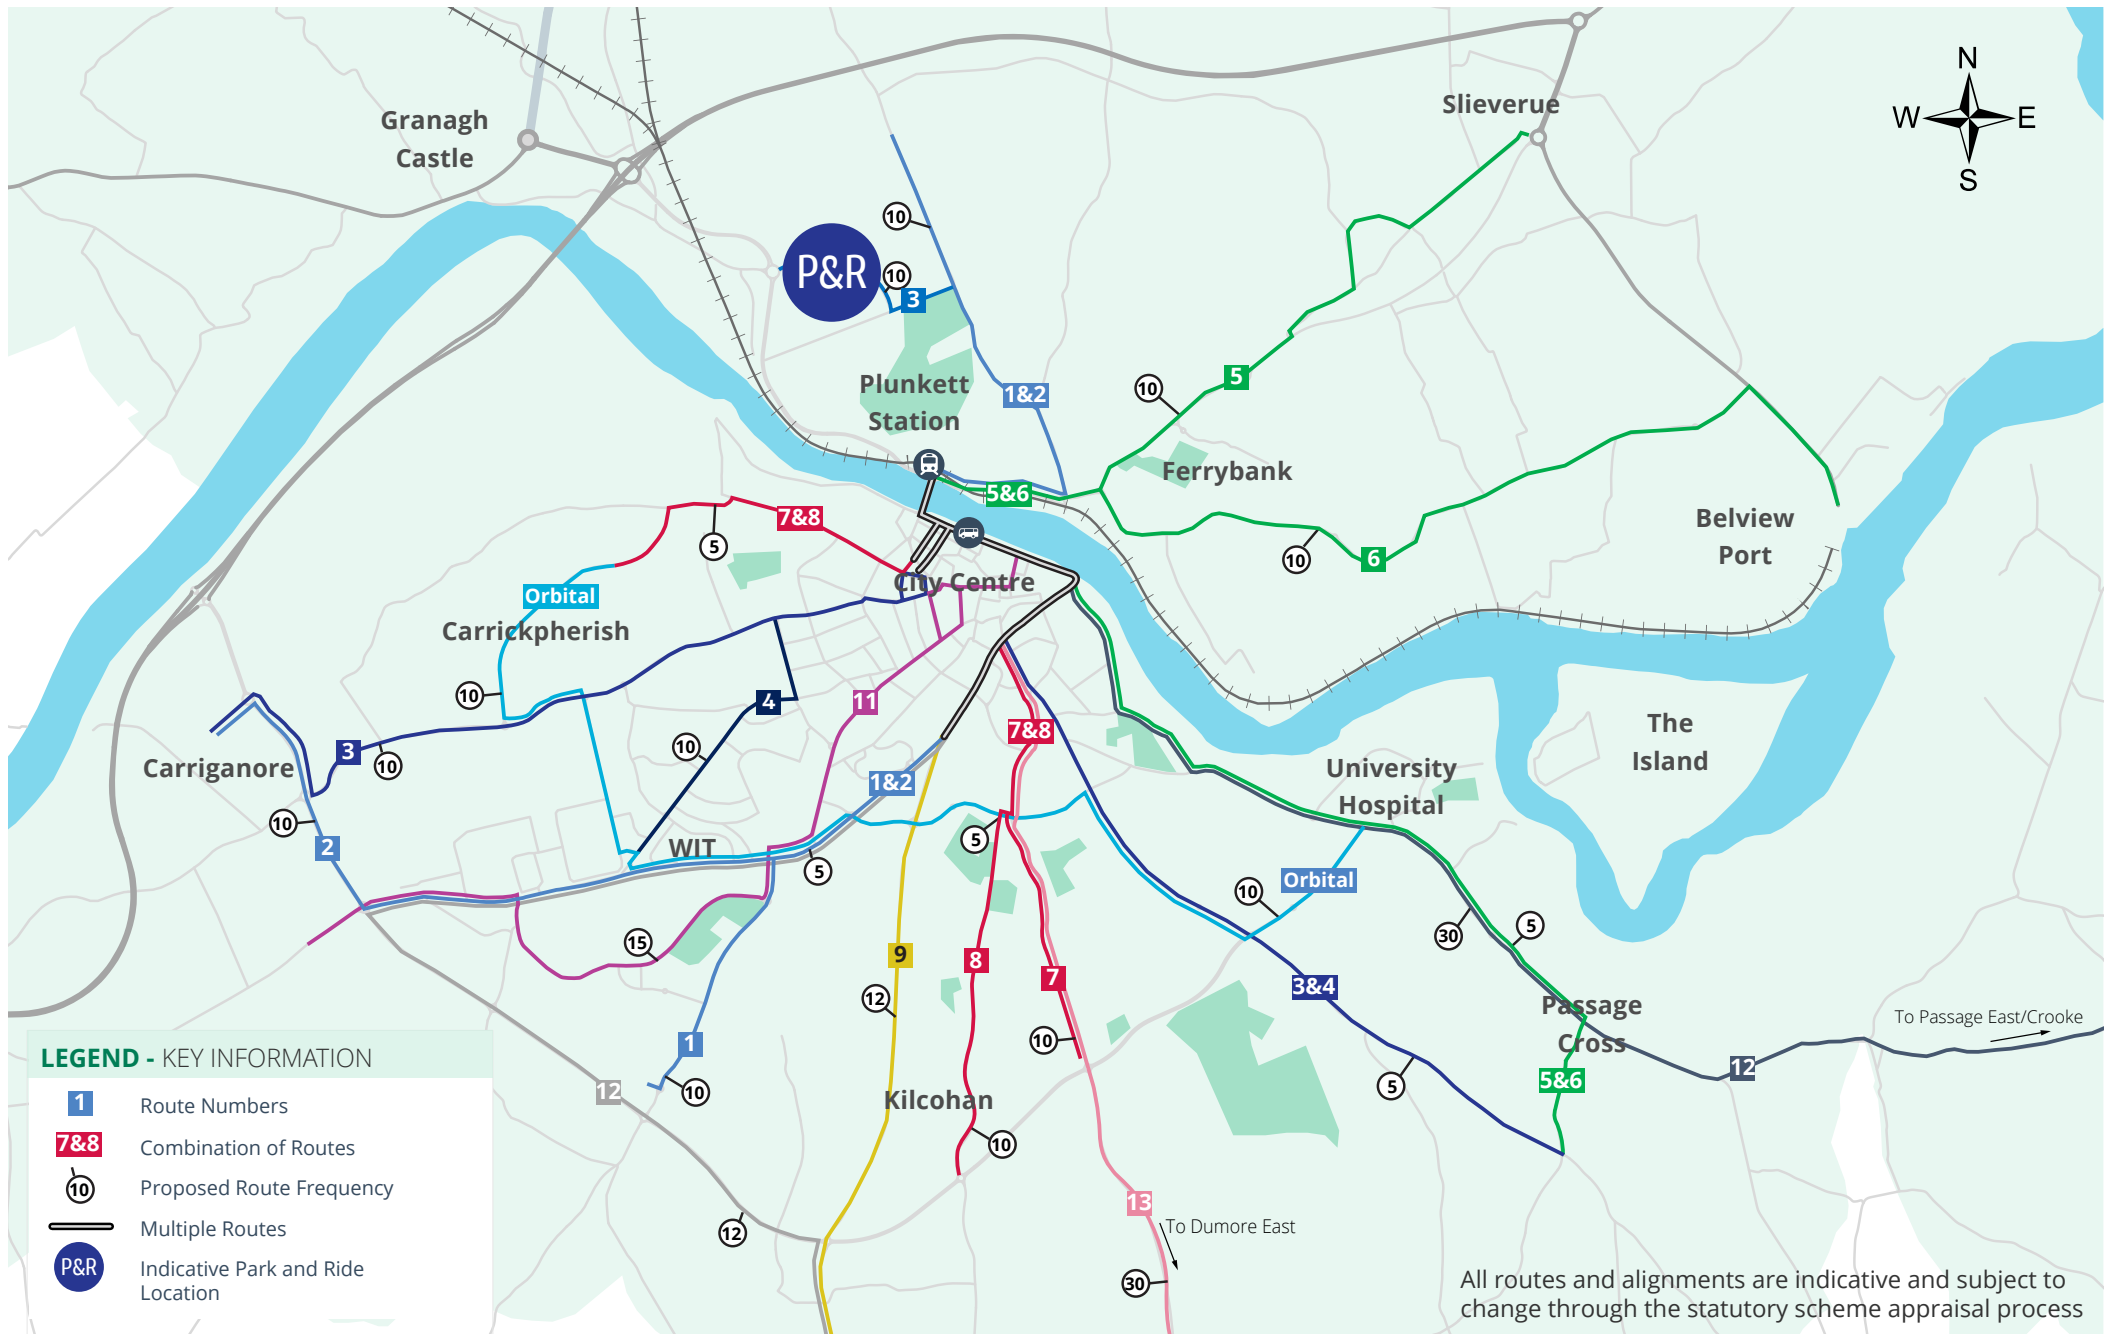 N
W E
S
Slieverue
Granagh
Castle
10
P&R
10
3
Plunkett
Station
1&2
5
10
Ferrybank
5&6
7&8
5
10
6
Belview
Port
City Centre
Orbital
Carrickpherish
10
4
11
10
3
10
Carriganore
7&8
The
Island
University
Hospital
1&2
10
2
WIT
5
5
Orbital
10
30
5
15
9
8
7
3&4
12
10
Passage
Cross
To Passage East/Crooke
1
10
12
5&6
12
5
Kilcohan
10
13
To Dumore East
12
30
LEGEND - KEY INFORMATION
1 Route Numbers
7&8 Combination of Routes
10 Proposed Route Frequency
Multiple Routes
P&R Indicative Park and Ride
Location
All routes and alignments are indicative and subject to
change through the statutory scheme appraisal process